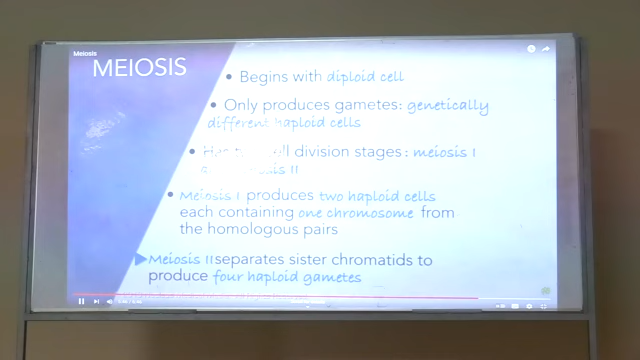 Meiosis
MEIOSIS
• Begins with diploid cell
• Only produces gametes: genetically
different haploid cells
• cell division stages: meiosis I
II
• Meiosis I produces two haploid cells
each containing one chromosome from
the homologous pairs
Meiosis II separates sister chromatids to
produce four haploid gametes